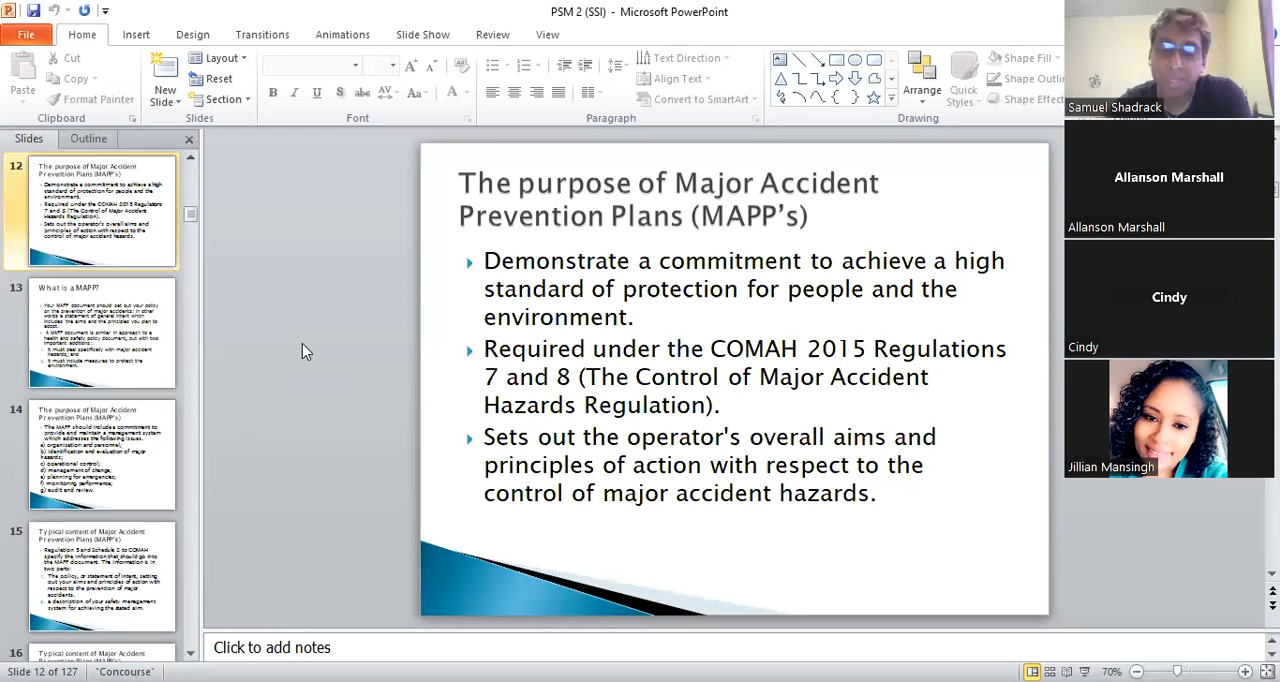 PSM 2 (SSI) - Microsoft PowerPoint
File Home Insert Design Transitions Animations Slide Show Review View
Paste
Cut
Copy
Format Painter
Clipboard
New
Slide
Layout
Reset
Section
Slides
B I U S abc AV Aa A
Font
Text Direction
Align Text
Convert to SmartArt
Paragraph
Arrange
Quick
Styles
Shape Fill
Shape Outli
Shape Effect
Drawing
Slides Outline
12
The purpose of Major Accident
Prevention Plans (MAPP's)
Demonstrate a commitment to achieve a high
standard of protection for people and the
environment.
Required under the COMAH 2015 Regulations
7 and 8 (The Control of Major Accident
Hazards Regulation).
Sets out the operator's overall aims and
principles of action with respect to the
control of major accident hazards.
13
What is a MAPP?
Your MAPP document should set out your policy
on the prevention of major accidents; in other
words a statement of general intent which
includes the aims and the principles you plan to
adopt.
A MAPP document is similar in approach to a
health and safety policy document, but with two
important additions:
it must deal specifically with major accident
hazards; and
it must include measures to protect the
environment.
14
The purpose of Major Accident
Prevention Plans (MAPP's)
The MAPP should include a commitment to
provide and maintain a management system
which addresses the following issues.
a) organisation and personnel;
b) identification and evaluation of major
hazards;
c) operational control;
d) management of change;
e) planning for emergencies;
f) monitoring performance;
g) audit and review.
15
Typical content of Major Accident
Prevention Plans (MAPP's)
Regulation 5 and Schedule 2 to COMAH
specify the information that should go into
the MAPP document. The information is in
two parts:
The policy, or statement of intent, setting
out your aims and principles of action with
respect to the prevention of major
accidents.
a description of your safety management
system for achieving the stated aim.
16
Typical content of Major Accident
Prevention Plans (MAPP's)
The purpose of Major Accident
Prevention Plans (MAPP's)
Demonstrate a commitment to achieve a high
standard of protection for people and the
environment.
Required under the COMAH 2015 Regulations
7 and 8 (The Control of Major Accident
Hazards Regulation).
Sets out the operator's overall aims and
principles of action with respect to the
control of major accident hazards.
Click to add notes
Slide 12 of 127 "Concourse" 70%
Samuel Shadrack
Allanson Marshall
Allanson Marshall
Cindy
Cindy
Jillian Mansingh